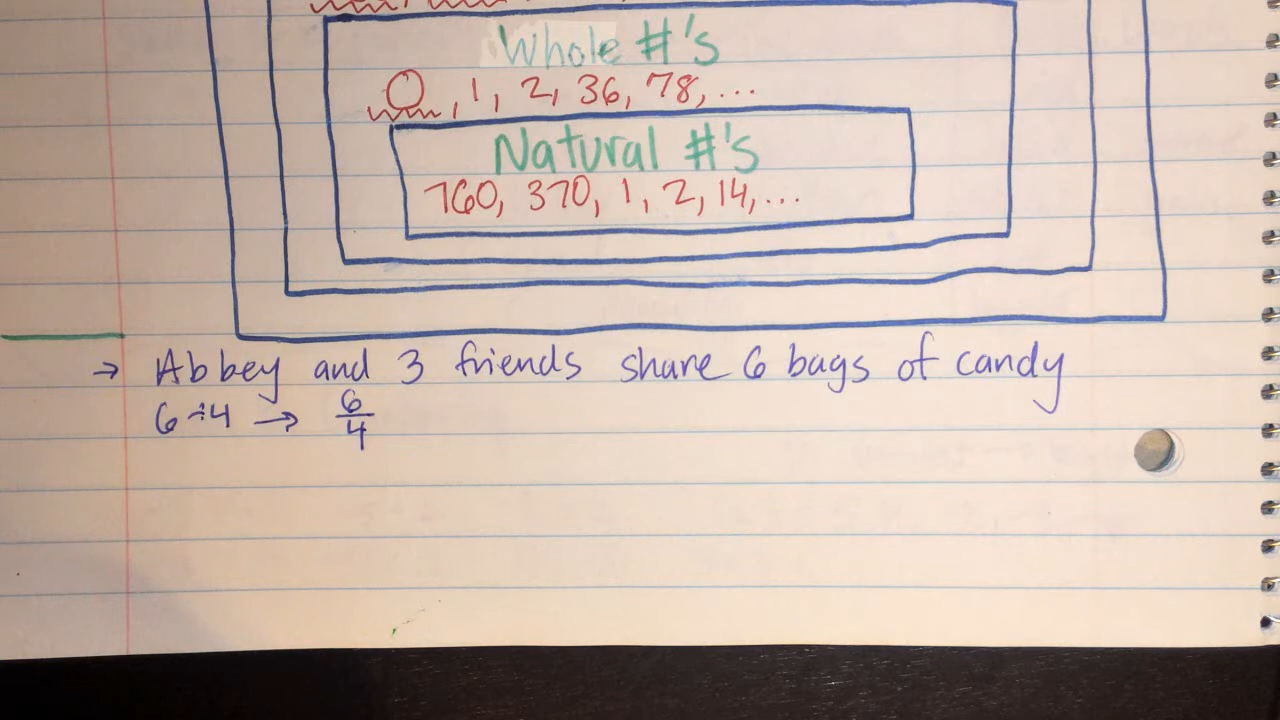 Whole #'s
0, 1, 2, 36, 78, ...
Natural #'s
760, 370, 1, 2, 14, ...
→ Abbey and 3 friends share 6 bags of candy
6÷4 → 6/4